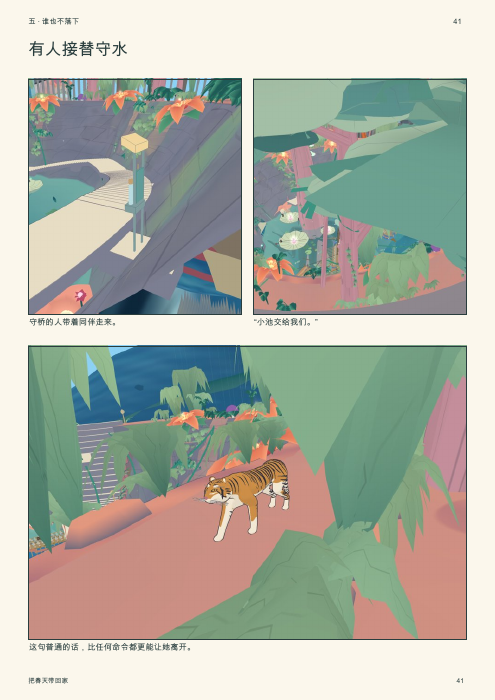 五 · 谁也不落下
41
有人接替守水
守桥的人带着同伴走来。
“小池交给我们。”
这句普通的话，比任何命令都更能让她离开。
把春天带回家
41